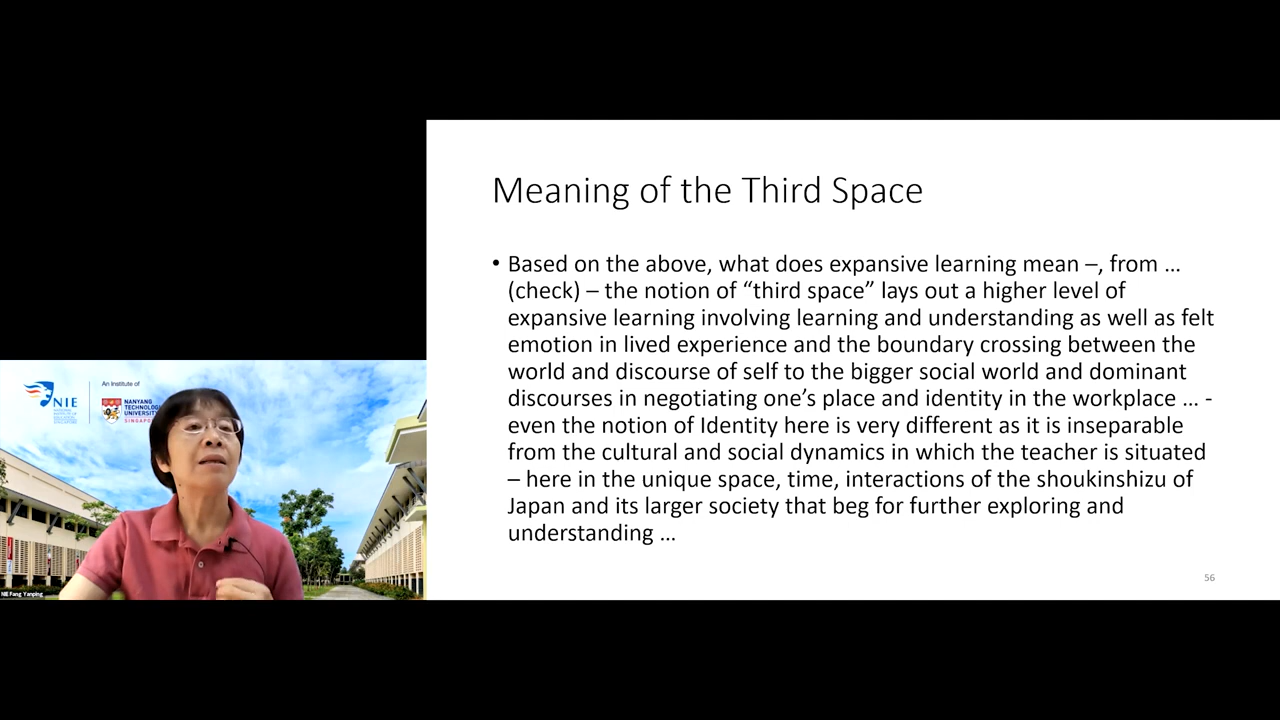 Meaning of the Third Space
• Based on the above, what does expansive learning mean –, from …
(check) – the notion of “third space” lays out a higher level of
expansive learning involving learning and understanding as well as felt
emotion in lived experience and the boundary crossing between the
world and discourse of self to the bigger social world and dominant
discourses in negotiating one’s place and identity in the workplace … -
even the notion of Identity here is very different as it is inseparable
from the cultural and social dynamics in which the teacher is situated
– here in the unique space, time, interactions of the shoukinshizu of
Japan and its larger society that beg for further exploring and
understanding …
56
NIE
An Institute of
NANYANG
TECHNOLOGICAL
UNIVERSITY
SINGAPORE
NIE Fang Yanping